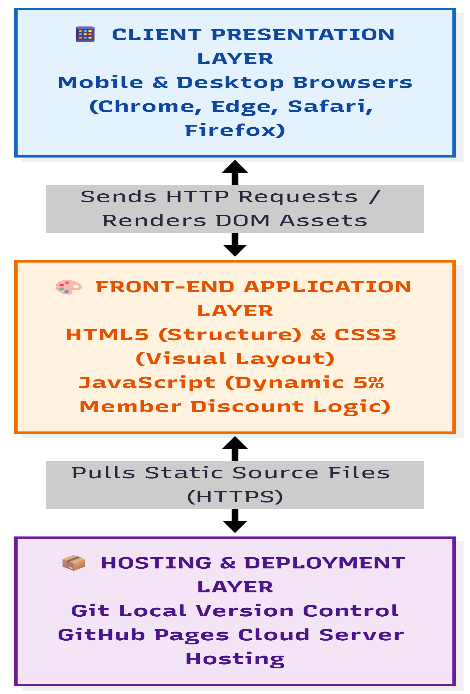 CLIENT PRESENTATION
LAYER
Mobile & Desktop Browsers
(Chrome, Edge, Safari,
Firefox)
Sends HTTP Requests /
Renders DOM Assets
FRONT-END APPLICATION
LAYER
HTML5 (Structure) & CSS3
(Visual Layout)
JavaScript (Dynamic 5%
Member Discount Logic)
Pulls Static Source Files
(HTTPS)
HOSTING & DEPLOYMENT
LAYER
Git Local Version Control
GitHub Pages Cloud Server
Hosting